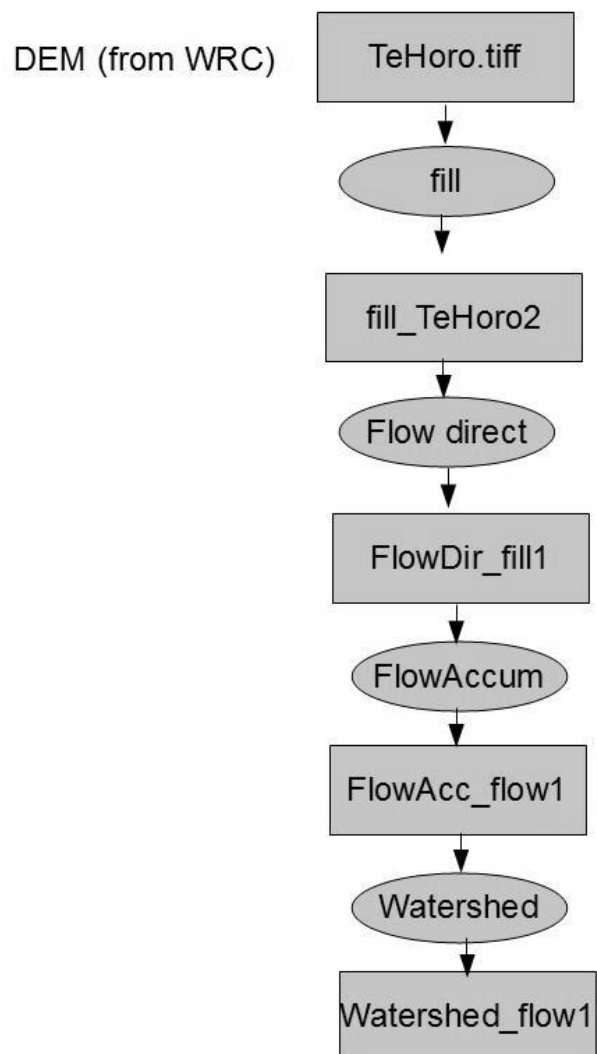 DEM (from WRC)
TeHoro.tiff
fill
fill_TeHoro2
Flow direct
FlowDir_fill1
FlowAccum
FlowAcc_flow1
Watershed
Watershed_flow1